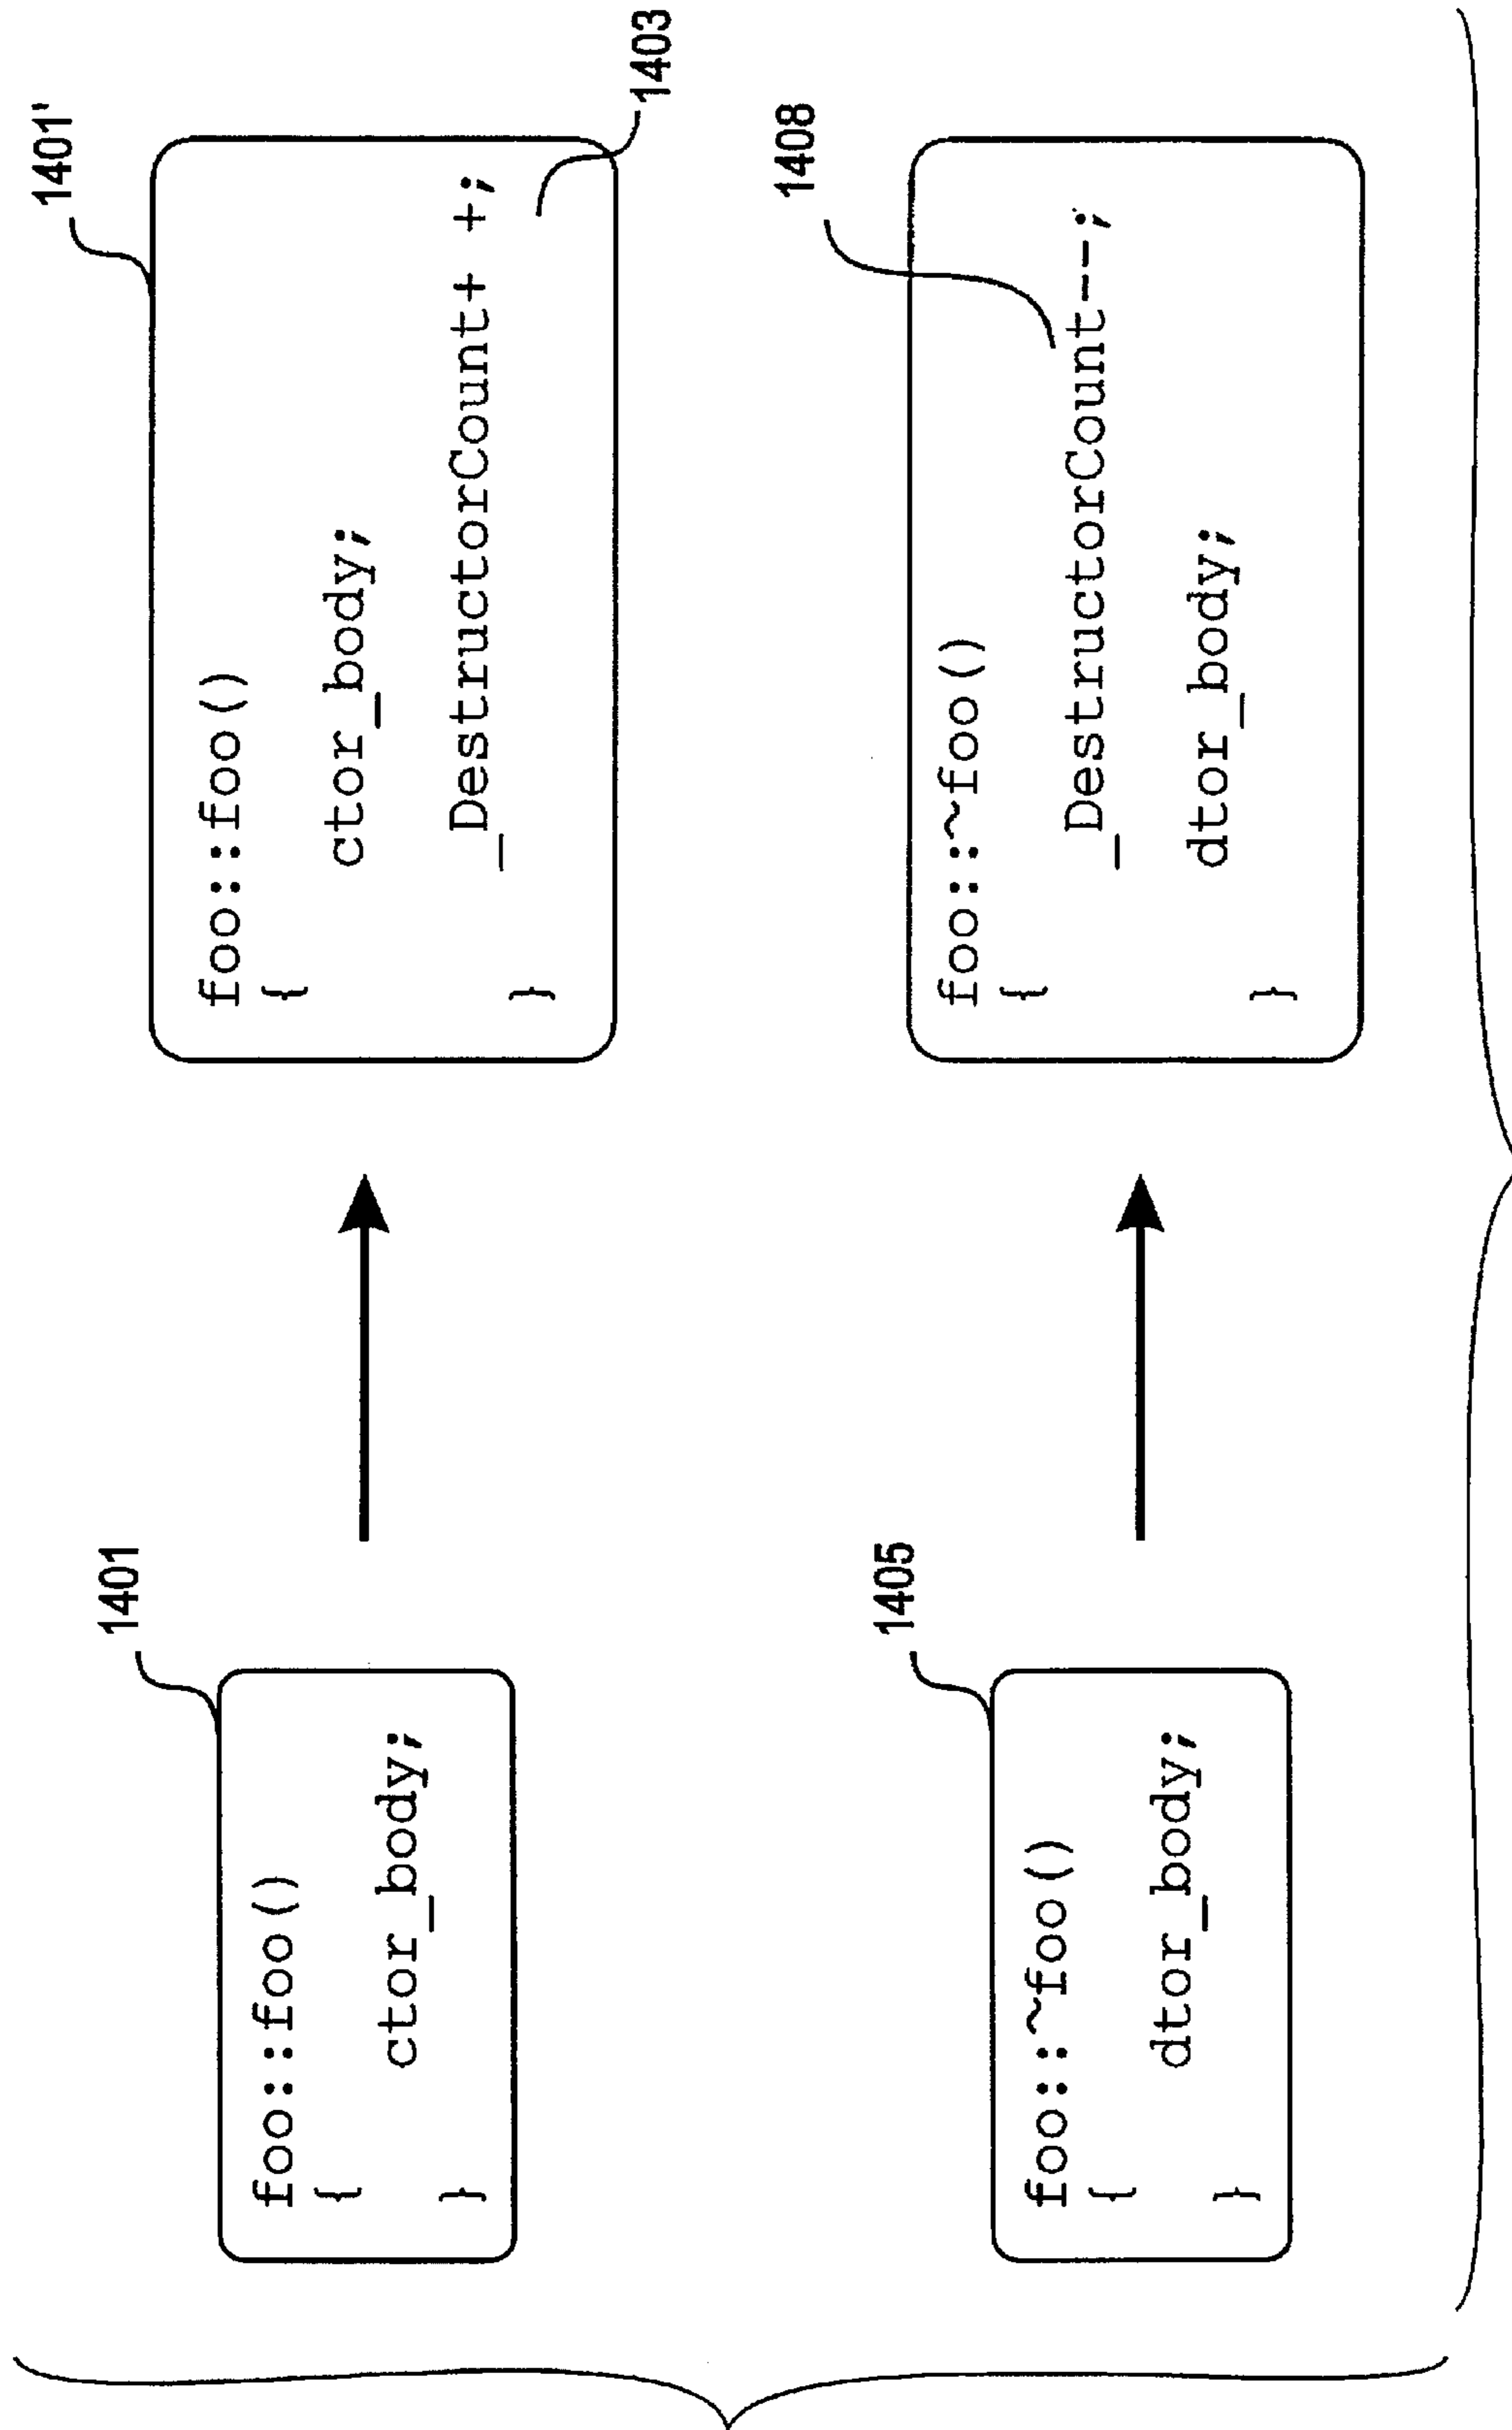 1401
foo::foo()
{
ctor_body;
}
1401'
foo::foo()
{
ctor_body;
_DestructorCount+ +;
}
1403
1405
foo::~foo()
{
dtor_body;
}
1408
foo::~foo()
{
_DestructorCount--;
dtor_body;
}